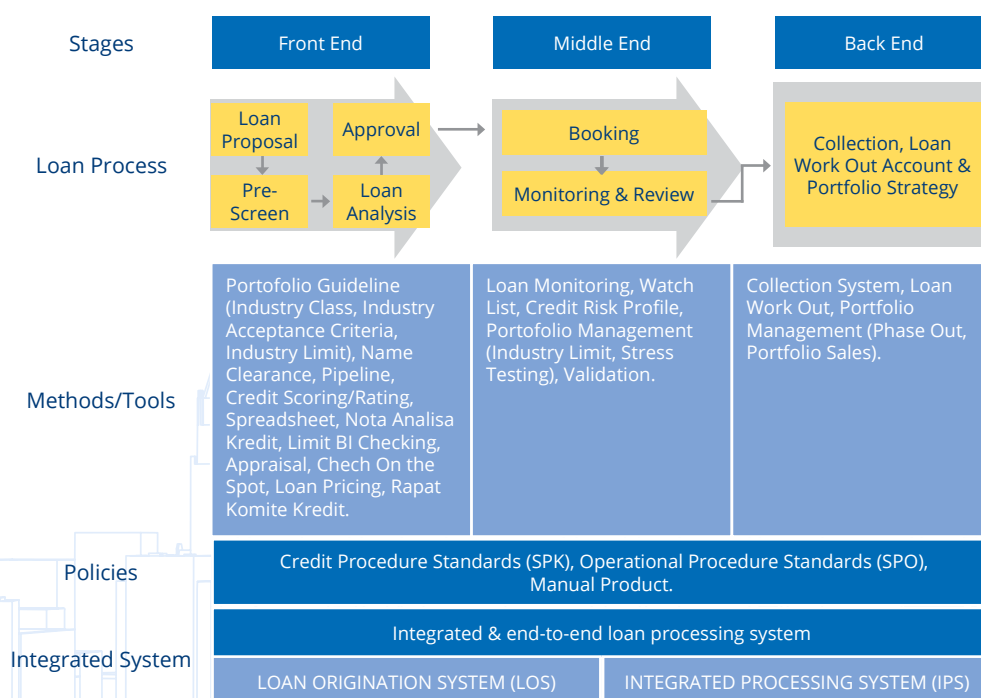 Stages
Front End
Middle End
Back End
Loan Process
Loan
Proposal
Approval
Pre-
Screen
Loan
Analysis
Booking
Monitoring & Review
Collection, Loan
Work Out Account &
Portfolio Strategy
Methods/Tools
Portofolio Guideline
(Industry Class, Industry
Acceptance Criteria,
Industry Limit), Name
Clearance, Pipeline,
Credit Scoring/Rating,
Spreadsheet, Nota Analisa
Kredit, Limit BI Checking,
Appraisal, Chech On the
Spot, Loan Pricing, Rapat
Komite Kredit.
Loan Monitoring, Watch
List, Credit Risk Profile,
Portofolio Management
(Industry Limit, Stress
Testing), Validation.
Collection System, Loan
Work Out, Portfolio
Management (Phase Out,
Portfolio Sales).
Policies
Credit Procedure Standards (SPK), Operational Procedure Standards (SPO),
Manual Product.
Integrated System
Integrated & end-to-end loan processing system
LOAN ORIGINATION SYSTEM (LOS)
INTEGRATED PROCESSING SYSTEM (IPS)